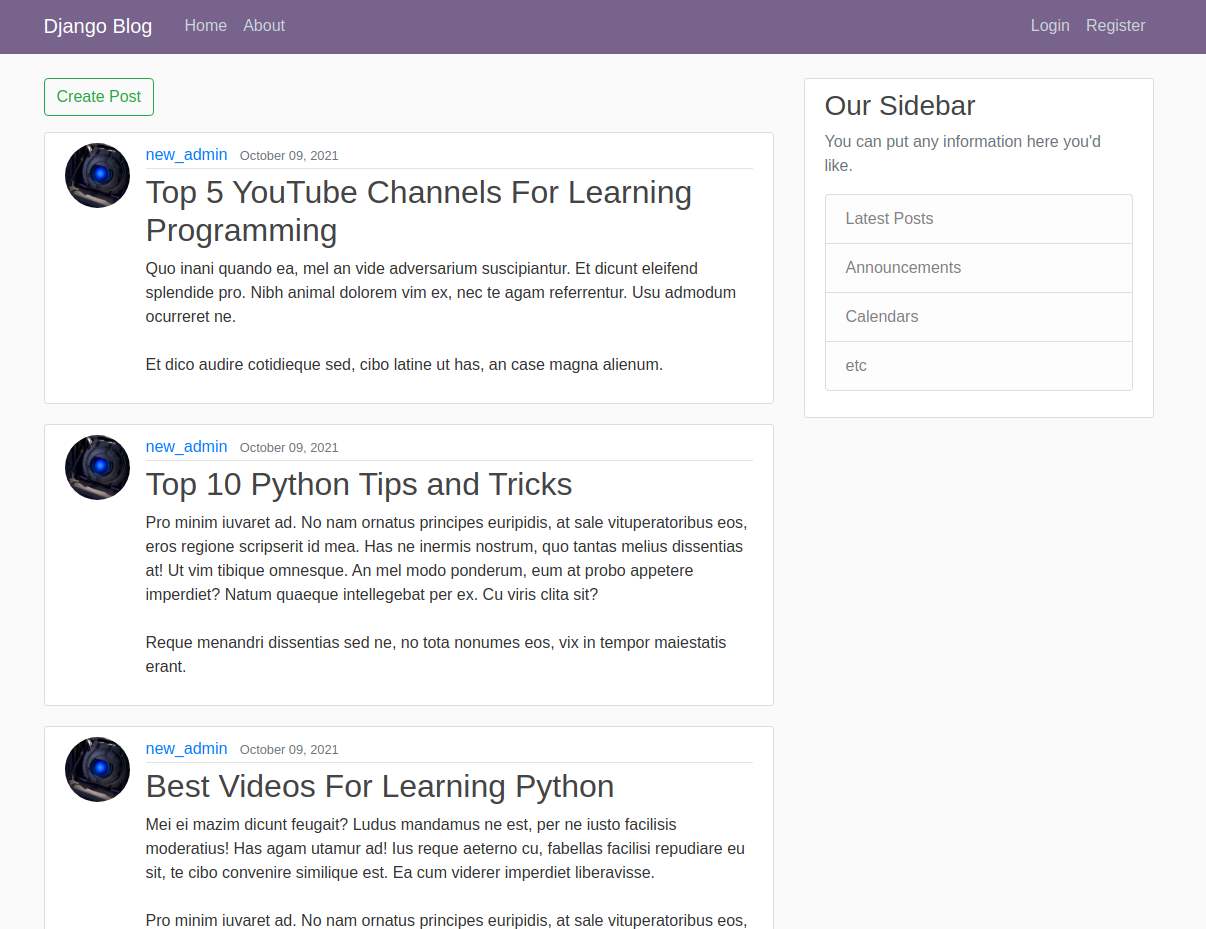 Django Blog Home About Login Register
Create Post
new_admin October 09, 2021
Top 5 YouTube Channels For Learning
Programming
Quo inani quando ea, mel an vide adversarium suscipiantur. Et dicunt eleifend
splendide pro. Nibh animal dolorem vim ex, nec te agam referrentur. Usu admodum
ocurreret ne.
Et dico audire cotidieque sed, cibo latine ut has, an case magna alienum.
new_admin October 09, 2021
Top 10 Python Tips and Tricks
Pro minim iuvaret ad. No nam ornatus principes euripidis, at sale vituperatoribus eos,
eros regione scripserit id mea. Has ne inermis nostrum, quo tantas melius dissentias
at! Ut vim tibique omnesque. An mel modo ponderum, eum at probo appetere
imperdiet? Natum quaeque intellegebat per ex. Cu viris clita sit?
Reque menandri dissentias sed ne, no tota nonumes eos, vix in tempor maiestatis
erant.
new_admin October 09, 2021
Best Videos For Learning Python
Mei ei mazim dicunt feugait? Ludus mandamus ne est, per ne iusto facilisis
moderatius! Has agam utamur ad! Ius reque aeterno cu, fabellas facilisi repudiare eu
sit, te cibo convenire similique est. Ea cum viderer imperdiet liberavisse.
Pro minim iuvaret ad. No nam ornatus principes euripidis, at sale vituperatoribus eos,
Our Sidebar
You can put any information here you'd
like.
Latest Posts
Announcements
Calendars
etc